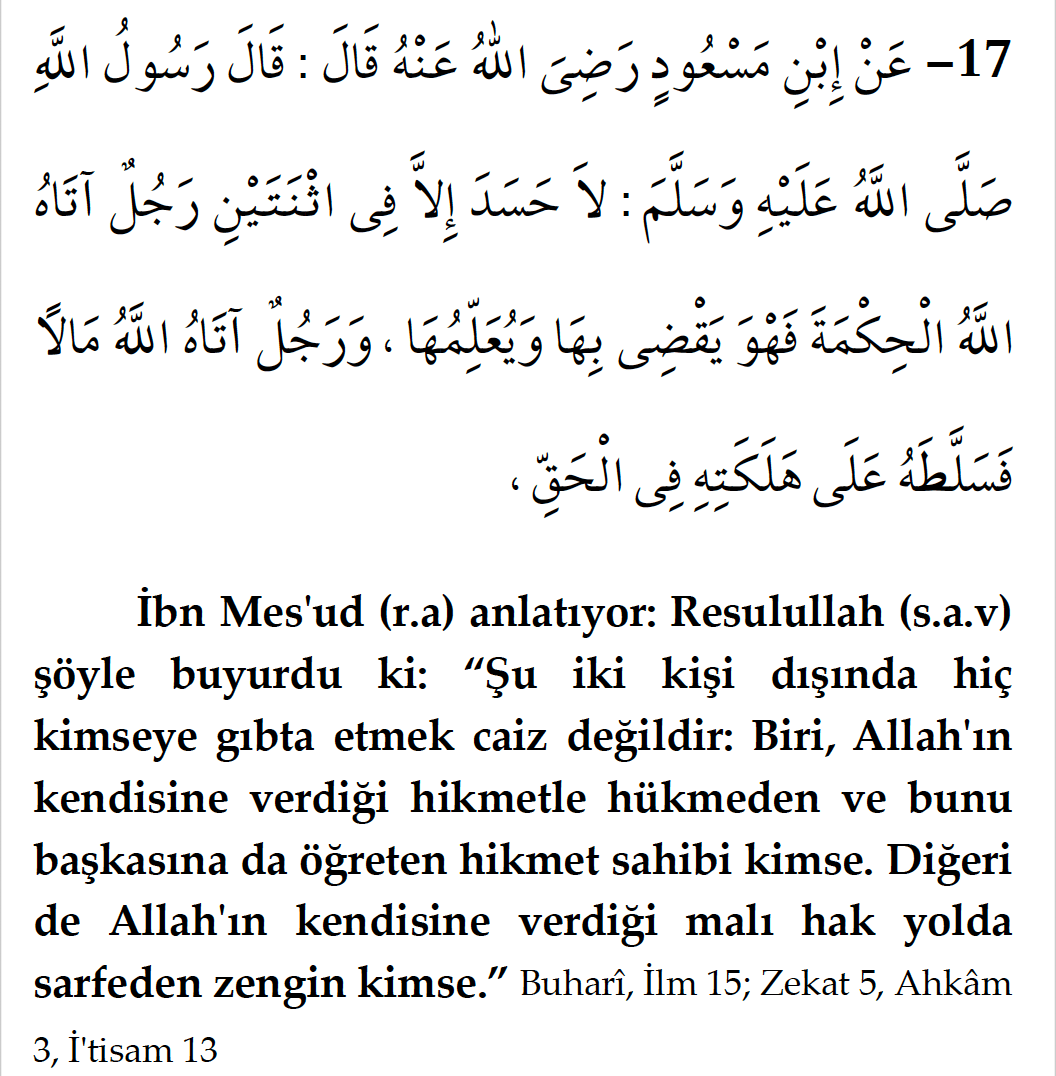 17– عَنْ إِبْنِ مَسْعُودٍ رَضِىَ اللهُ عَنْهُ قَالَ : قَالَ رَسُولُ اللَّهِ
صَلَّى اللَّهُ عَلَيْهِ وَسَلَّمَ : لاَ حَسَدَ إِلاَّ فِى اثْنَتَيْنِ رَجُلٌ آتَاهُ
اللَّهُ الْحِكْمَةَ فَهْوَ يَقْضِى بِهَا وَيُعَلِّمُهَا ، وَرَجُلٌ آتَاهُ اللَّهُ مَالاً
فَسَلَّطَهُ عَلَى هَلَكَتِهِ فِى الْحَقِّ ،
İbn Mes'ud (r.a) anlatıyor: Resulullah (s.a.v)
şöyle buyurdu ki: “Şu iki kişi dışında hiç
kimseye gıbta etmek caiz değildir: Biri, Allah'ın
kendisine verdiği hikmetle hükmeden ve bunu
başkasına da öğreten hikmet sahibi kimse. Diğeri
de Allah'ın kendisine verdiği malı hak yolda
sarfeden zengin kimse.” Buharî, İlm 15; Zekat 5, Ahkâm
3, İ'tisam 13